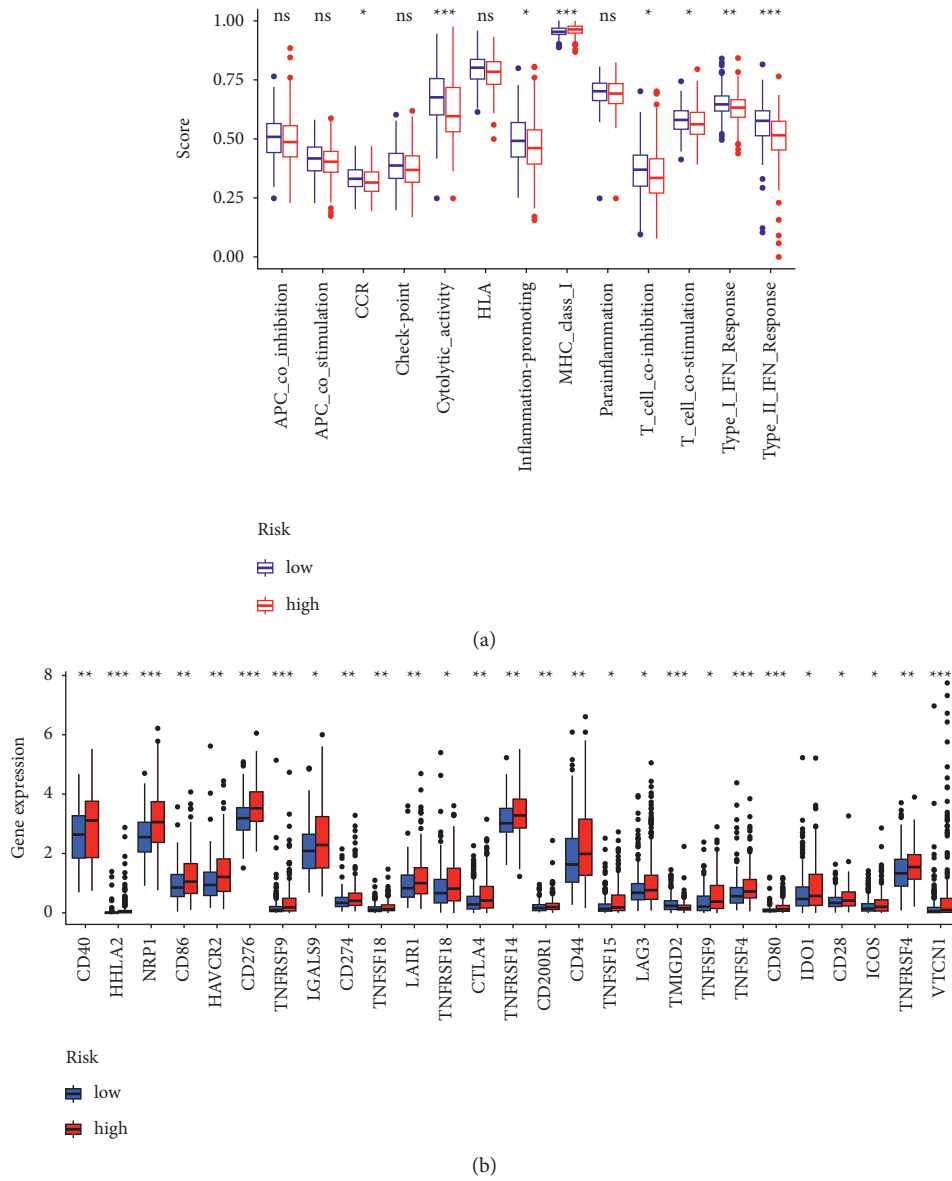 ns ns * ns *** ns * *** ns * * ** ***
1.00
0.75
0.50
0.25
0.00
Score
APC_co_inhibition
APC_co_stimulation
CCR
Check-point
Cytolytic_activity
HLA
Inflammation-promoting
MHC_class_I
Parainflammation
T_cell_co-inhibition
T_cell_co-stimulation
Type_I_IFN_Response
Type_II_IFN_Response
Risk
low
high
(a)
** *** *** ** ** *** *** * ** ** ** * ** *** ** ** * * *** * *** *** * * * ** ***
8
6
4
2
0
Gene expression
CD40
HHLA2
NRP1
CD86
HAVCR2
CD276
TNFRSF9
LGALS9
CD274
TNFSF18
LAIR1
TNFRSF18
CTLA4
TNFRSF14
CD200R1
CD44
TNFSF15
LAG3
TMIGD2
TNFSF9
TNFSF4
CD80
IDO1
CD28
ICOS
TNFRSF4
VTCN1
Risk
low
high
(b)